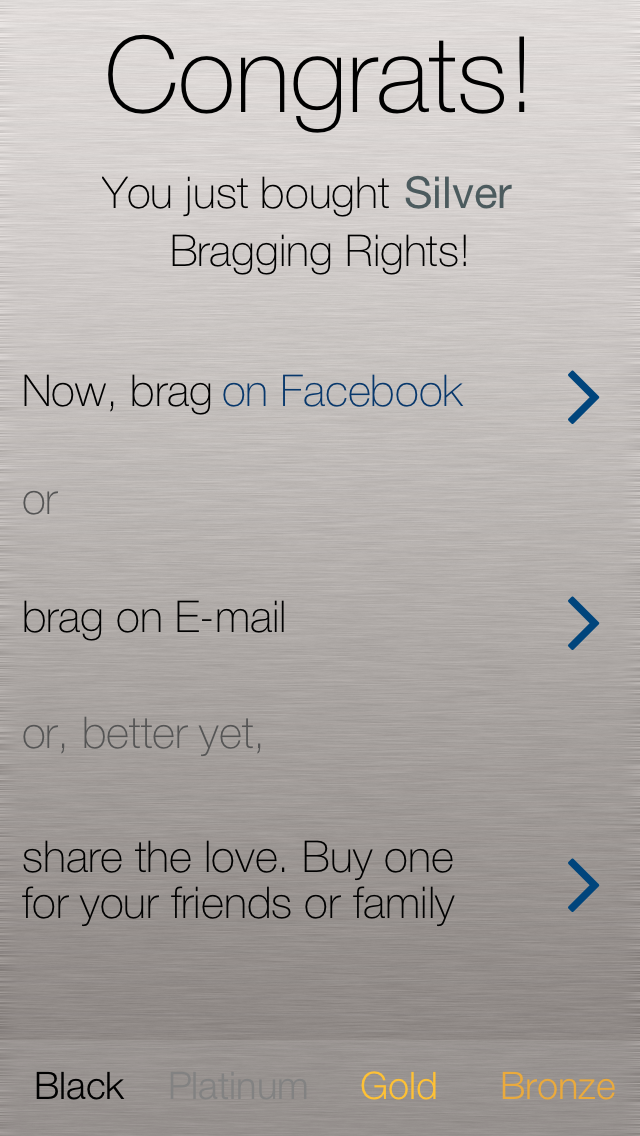 Congrats!
You just bought Silver
Bragging Rights!
Now, brag on Facebook
or
brag on E-mail
or, better yet,
share the love. Buy one
for your friends or family
Black Platinum Gold Bronze